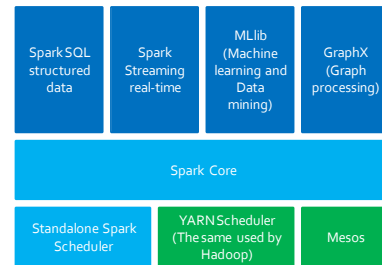 Spark SQL
structured
data
Spark
Streaming
real-time
MLlib
(Machine
learning and
Data
mining)
GraphX
(Graph
processing)
Spark Core
Standalone Spark
Scheduler
YARN Scheduler
(The same used by
Hadoop)
Mesos